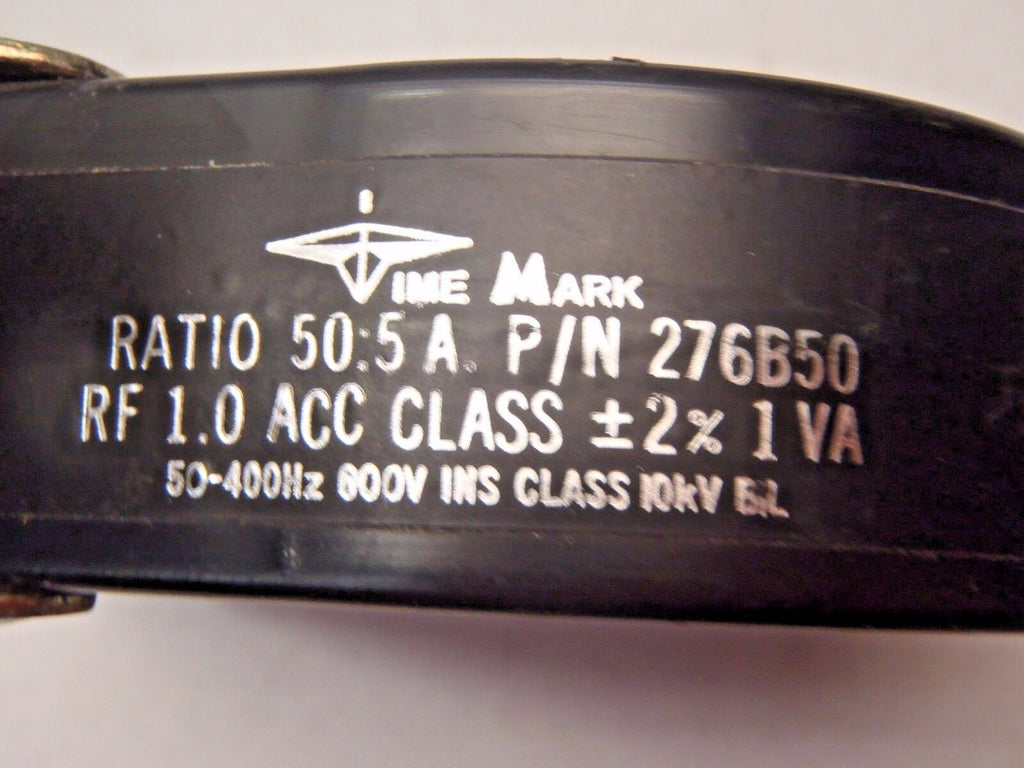 TIME MARK
RATIO 50:5 A. P/N 276B50
RF 1.0 ACC CLASS ±2% 1 VA
50-400Hz 600V INS CLASS 10kV BIL